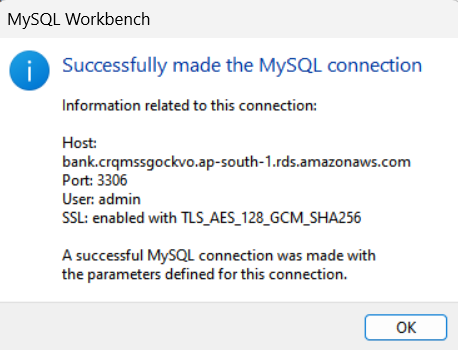 MySQL Workbench
Successfully made the MySQL connection
Information related to this connection:
Host:
bank.crqmssgockvo.ap-south-1.rds.amazonaws.com
Port: 3306
User: admin
SSL: enabled with TLS_AES_128_GCM_SHA256
A successful MySQL connection was made with
the parameters defined for this connection.
OK